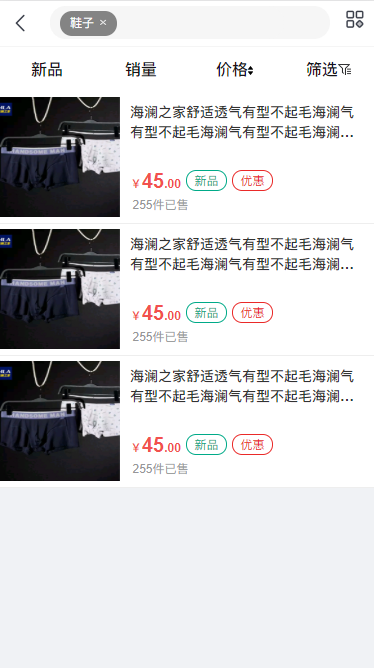 鞋子 ×
新品 销量 价格 筛选
海澜之家舒适透气有型不起毛海澜气
有型不起毛海澜气有型不起毛海澜...
¥45.00 新品 优惠
255件已售
海澜之家舒适透气有型不起毛海澜气
有型不起毛海澜气有型不起毛海澜...
¥45.00 新品 优惠
255件已售
海澜之家舒适透气有型不起毛海澜气
有型不起毛海澜气有型不起毛海澜...
¥45.00 新品 优惠
255件已售